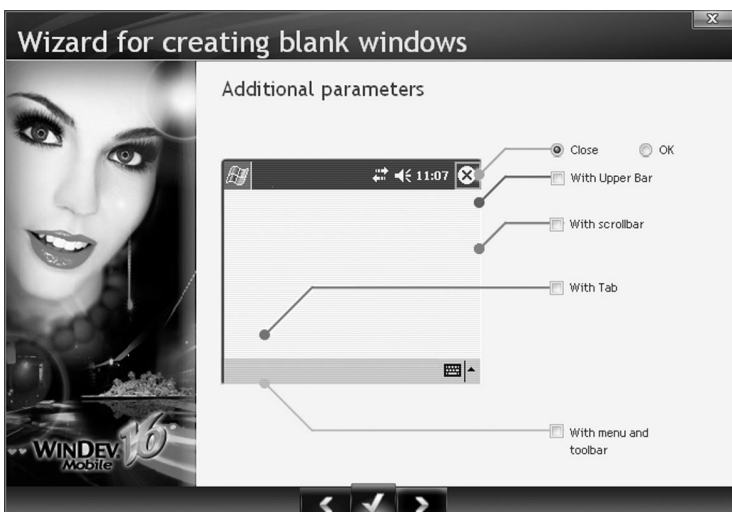 X
Wizard for creating blank windows
Additional parameters
Close
OK
11:07
With Upper Bar
With scrollbar
With Tab
With menu and
toolbar
WINDEV 16
Mobile